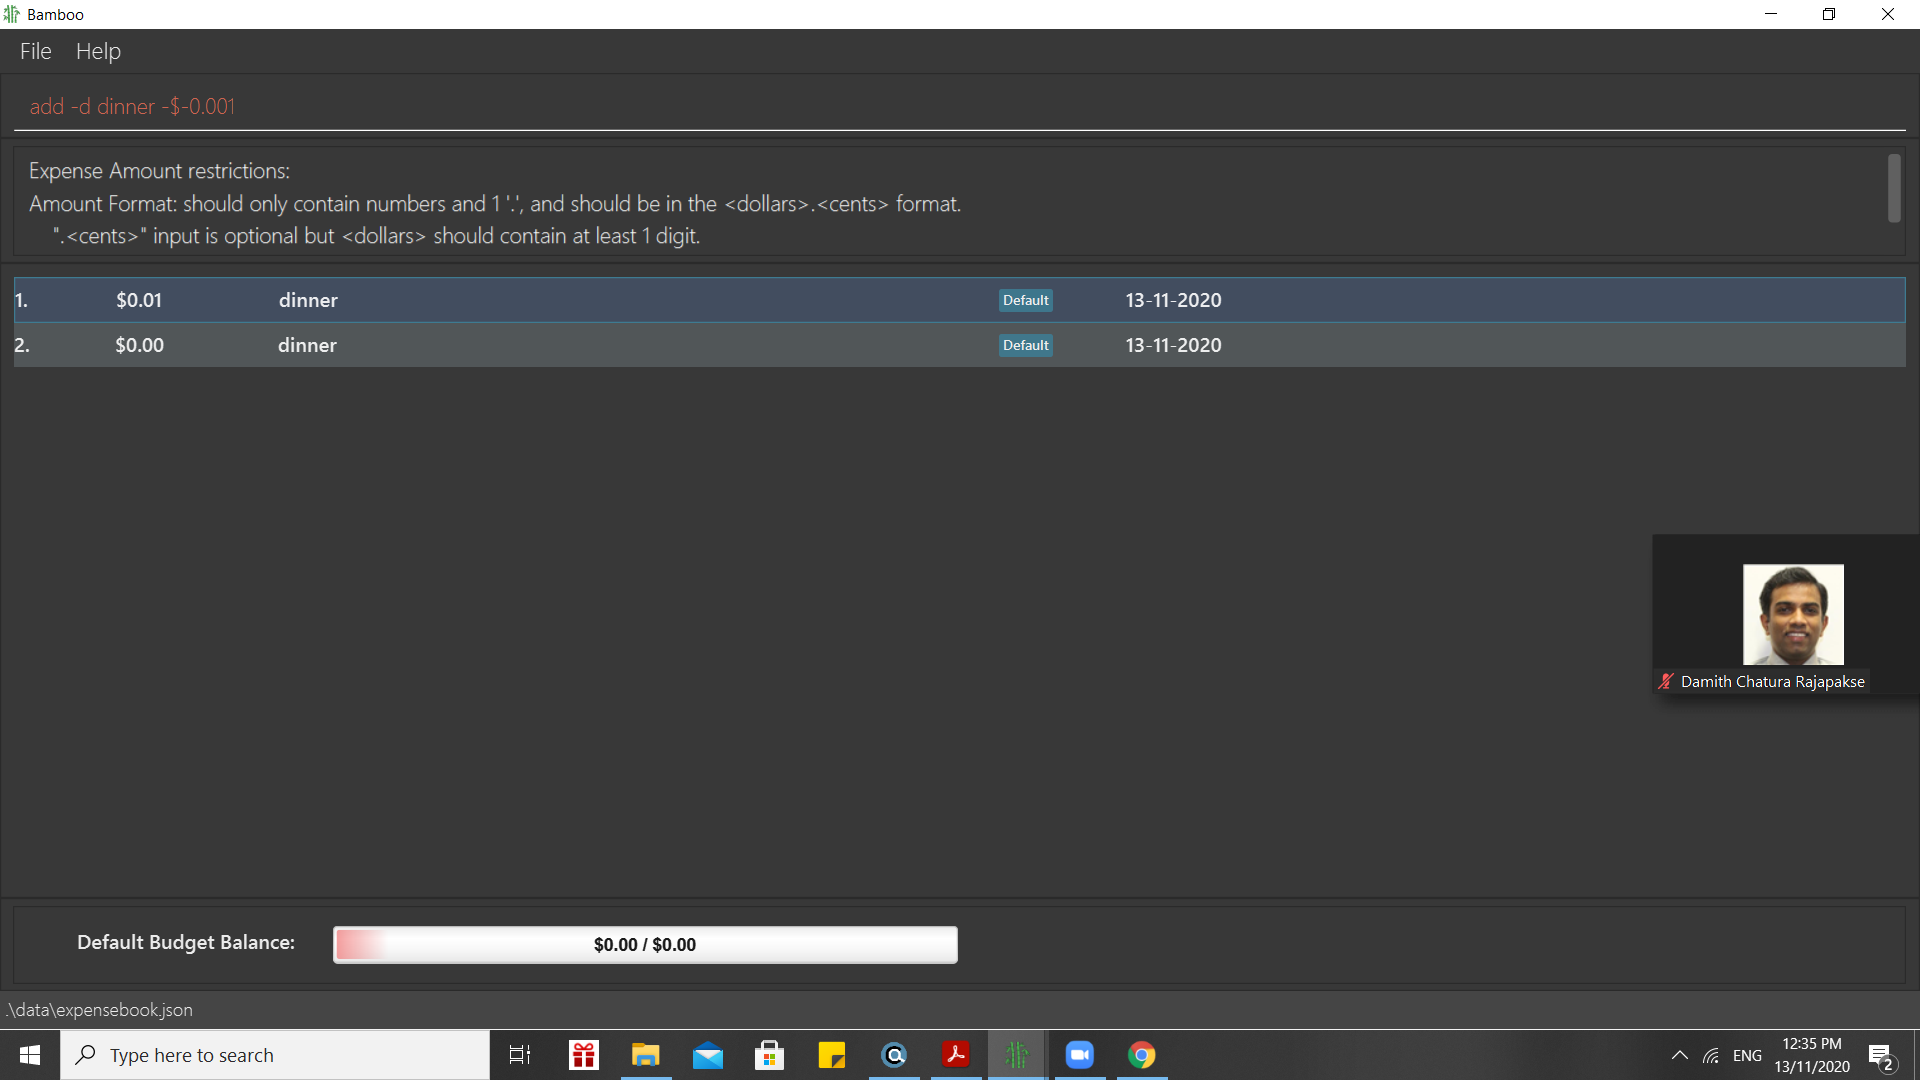 Bamboo
File Help
add -d dinner -$-0.001
Expense Amount restrictions:
Amount Format: should only contain numbers and 1 '.', and should be in the <dollars>.<cents> format.
".<cents>" input is optional but <dollars> should contain at least 1 digit.
1. $0.01 dinner Default 13-11-2020
2. $0.00 dinner Default 13-11-2020
Damith Chatura Rajapakse
Default Budget Balance: $0.00 / $0.00
.\data\expensebook.json
Type here to search
ENG
12:35 PM
13/11/2020
2